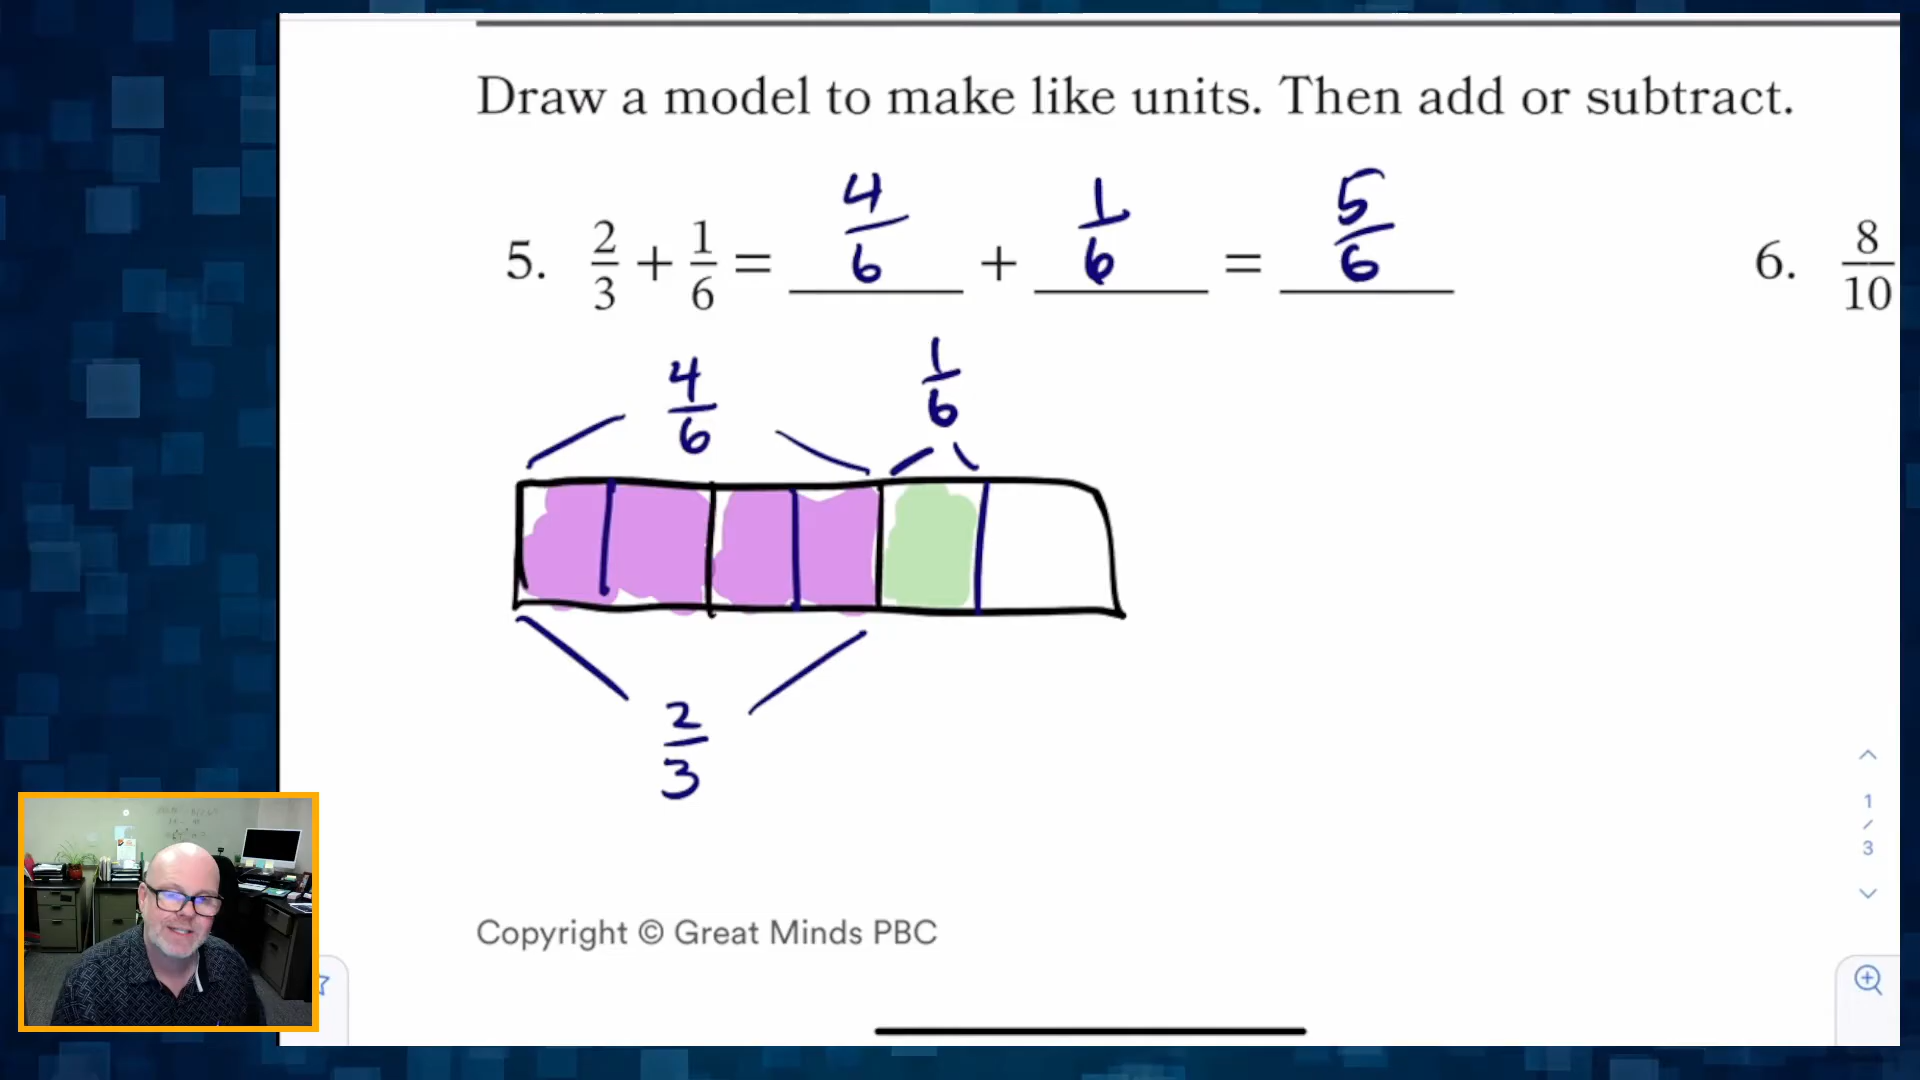 Draw a model to make like units. Then add or subtract.
5. 2/3 + 1/6 = 4/6 + 1/6 = 5/6
6. 8/10
4/6 1/6
2/3
1
/
3
Copyright © Great Minds PBC